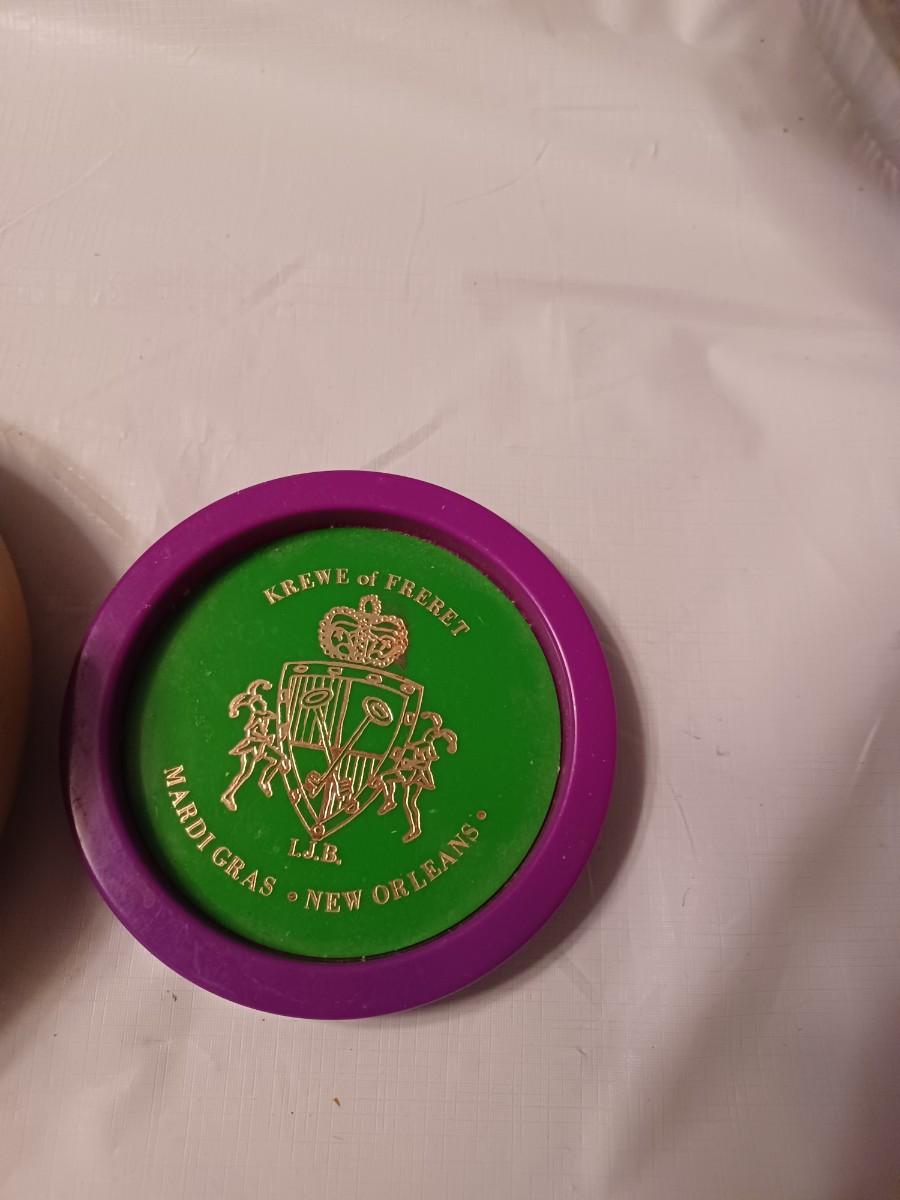 KREWE of FRERET
L.J.B.
MARDI GRAS • NEW ORLEANS •